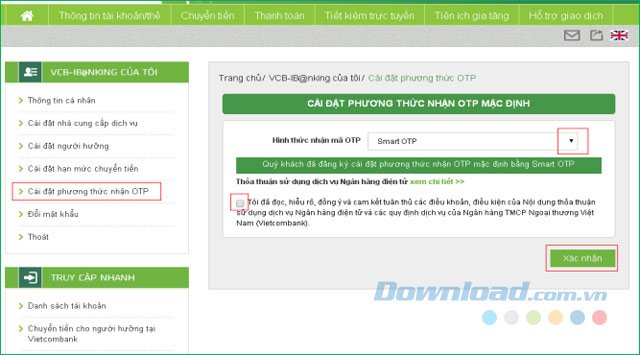 Thông tin tài khoản/thẻ
Chuyển tiền
Thanh toán
Tiết kiệm trực tuyến
Tiện ích gia tăng
Hỗ trợ giao dịch
VCB-IB@NKING CỦA TÔI
Thông tin cá nhân
Cài đặt nhà cung cấp dịch vụ
Cài đặt người hưởng
Cài đặt hạn mức chuyển tiền
Cài đặt phương thức nhận OTP
Đổi mật khẩu
Thoát
TRUY CẬP NHANH
Danh sách tài khoản
Chuyển tiền cho người hưởng tại
Vietcombank
Trang chủ/ VCB-IB@nking của tôi/ Cài đặt phương thức OTP
CÀI ĐẶT PHƯƠNG THỨC NHẬN OTP MẶC ĐỊNH
Hình thức nhận mã OTP
Smart OTP
Quý khách đã đăng ký cài đặt phương thức nhận OTP mặc định bằng Smart OTP
Thỏa thuận sử dụng dịch vụ Ngân hàng điện tử xem chi tiết >>
Tôi đã đọc, hiểu rõ, đồng ý và cam kết tuân thủ các điều khoản, điều kiện của Nội dung thỏa thuận
sử dụng dịch vụ Ngân hàng điện tử và các quy định dịch vụ của Ngân hàng TMCP Ngoại thương Việt
Nam (Vietcombank).
Xác nhận
Download.com.vn